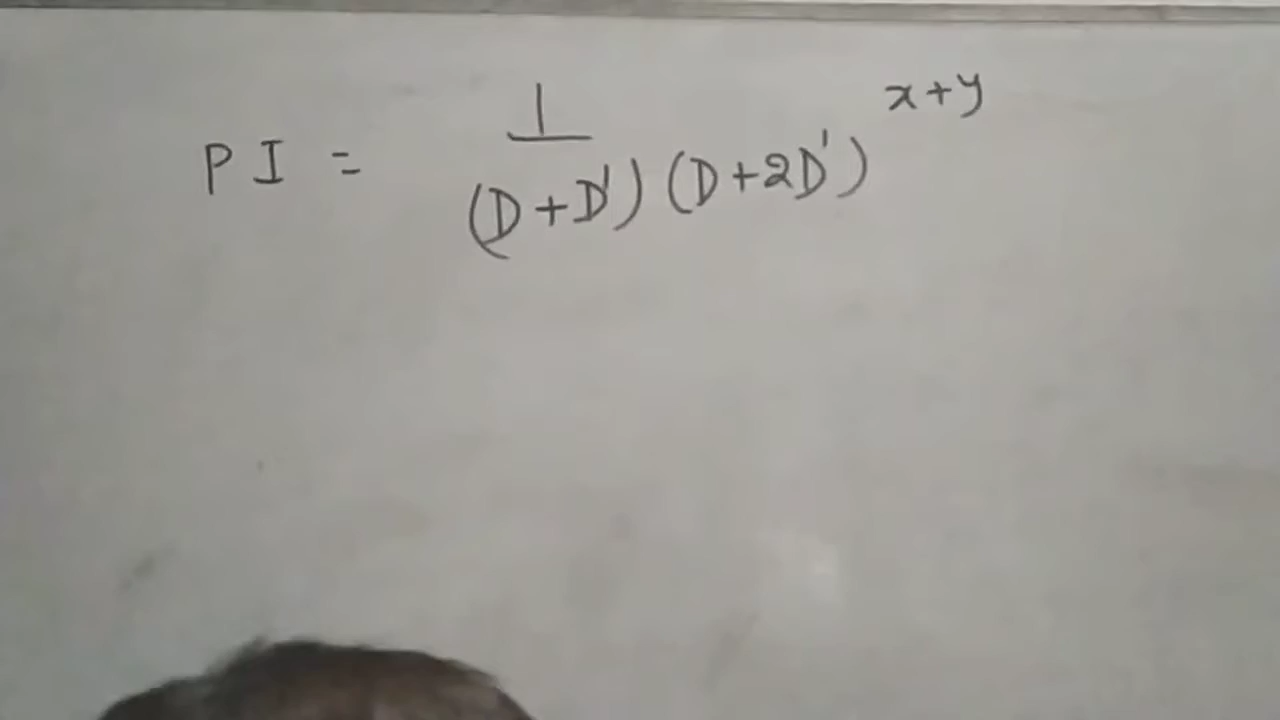 PI = 1/((D+D')(D+2D')) x+y